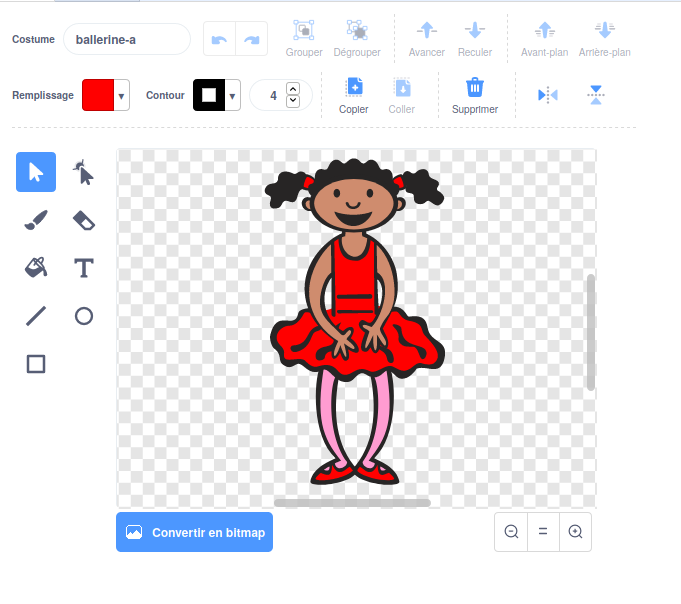 Costume
ballerine-a
Grouper
Dégrouper
Avancer
Reculer
Avant-plan
Arrière-plan
Remplissage
Contour
4
Copier
Coller
Supprimer
T
Convertir en bitmap